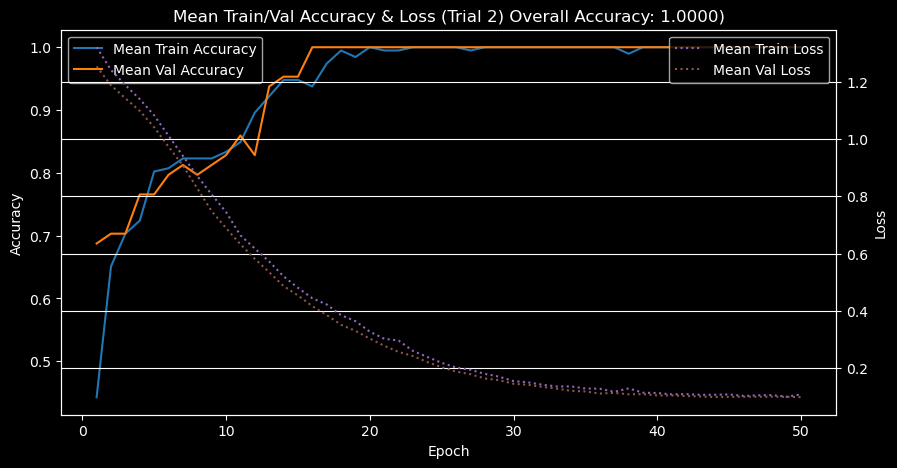 Mean Train/Val Accuracy & Loss (Trial 2) Overall Accuracy: 1.0000)
Mean Train Accuracy
Mean Val Accuracy
Mean Train Loss
Mean Val Loss
Accuracy
1.0
0.9
0.8
0.7
0.6
0.5
1.2
1.0
0.8
0.6
0.4
0.2
Loss
0 10 20 30 40 50
Epoch